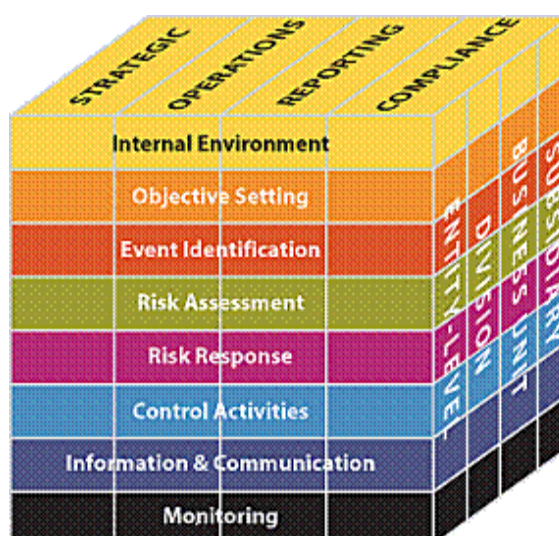 STRATEGIC
OPERATIONS
REPORTING
COMPLIANCE
Internal Environment
Objective Setting
Event Identification
Risk Assessment
Risk Response
Control Activities
Information & Communication
Monitoring
ENTITY-LEVEL
DIVISION
BUSINESS UNIT
SUBSIDIARY